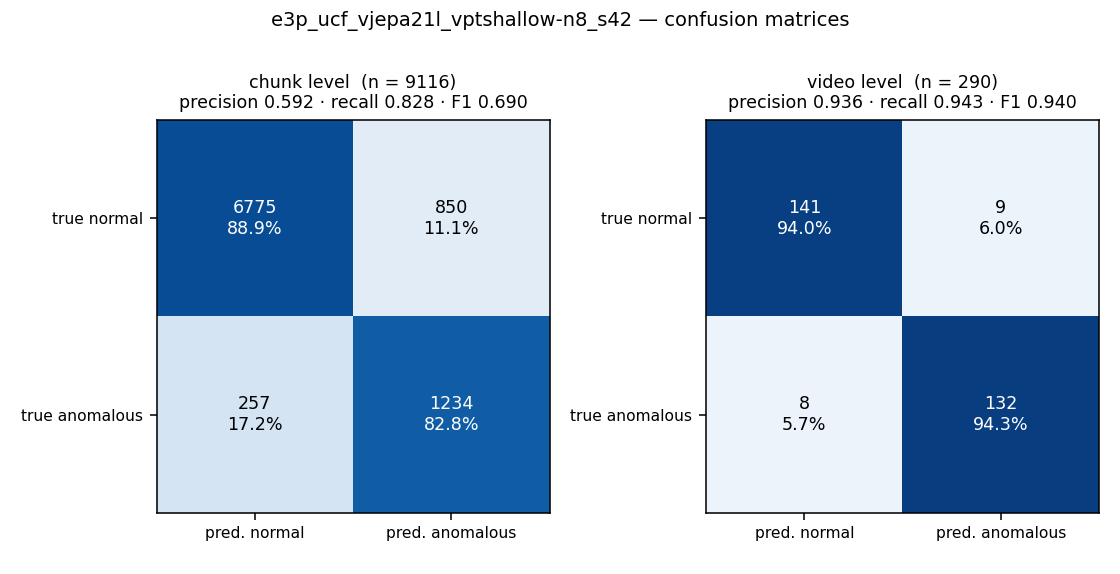 e3p_ucf_vjepa21l_vptshallow-n8_s42 — confusion matrices
chunk level  (n = 9116)
precision 0.592 · recall 0.828 · F1 0.690
true normal
6775
88.9%
850
11.1%
true anomalous
257
17.2%
1234
82.8%
pred. normal
pred. anomalous
video level  (n = 290)
precision 0.936 · recall 0.943 · F1 0.940
true normal
141
94.0%
9
6.0%
true anomalous
8
5.7%
132
94.3%
pred. normal
pred. anomalous